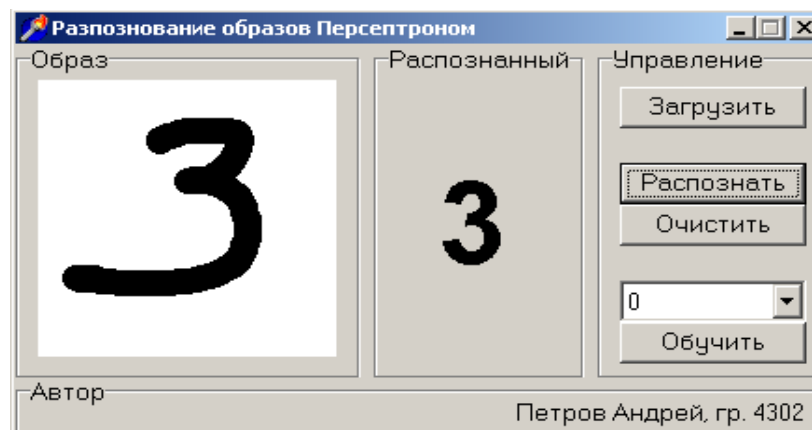 Разпознование образов Персептроном
Образ
3
Распознанный
3
Управление
Загрузить
Распознать
Очистить
0
Обучить
Автор
Петров Андрей, гр. 4302